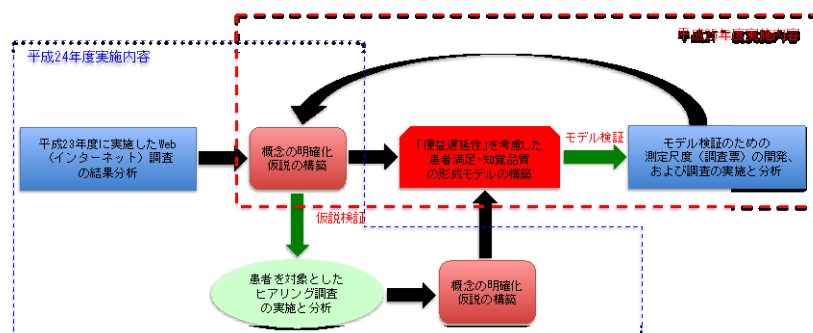 平成24年度実施内容
平成23年度に実施したWeb
（インターネット）調査
の結果分析
概念の明確化
仮説の構築
「便益遅延性」を考慮した
患者満足・知覚品質
の形成モデルの構築
モデル検証
モデル検証のための
測定尺度（調査票）の開発、
および調査の実施と分析
仮説検証
患者を対象とした
ヒアリング調査
の実施と分析
概念の明確化
仮説の構築